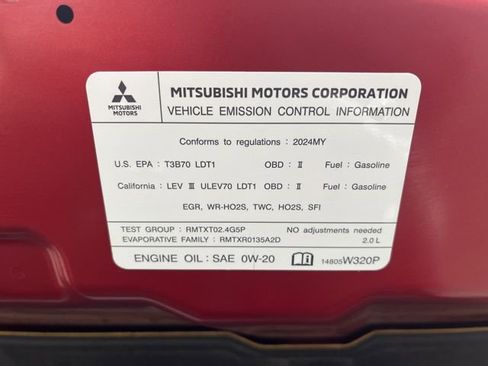 MITSUBISHI MOTORS CORPORATION
MITSUBISHI MOTORS
VEHICLE EMISSION CONTROL INFORMATION
Conforms to regulations : 2024MY
U.S. EPA : T3B70 LDT1 OBD : II Fuel : Gasoline
California : LEV III ULEV70 LDT1 OBD : II Fuel : Gasoline
EGR, WR-HO2S, TWC, HO2S, SFI
TEST GROUP : RMTXT02.4G5P No adjustments needed
EVAPORATIVE FAMILY : RMTXR0135A2D 2.0 L
ENGINE OIL : SAE 0W-20 14805W320P